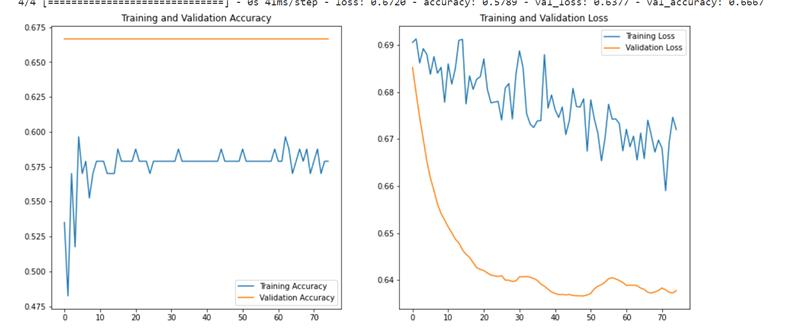 4/4 [==============================] - 0s 41ms/step - loss: 0.6720 - accuracy: 0.5789 - val_loss: 0.6377 - val_accuracy: 0.6667
Training and Validation Accuracy
0.675
0.650
0.625
0.600
0.575
0.550
0.525
0.500
0.475
0 10 20 30 40 50 60 70
Training Accuracy
Validation Accuracy
Training and Validation Loss
0.69
0.68
0.67
0.66
0.65
0.64
0 10 20 30 40 50 60 70
Training Loss
Validation Loss